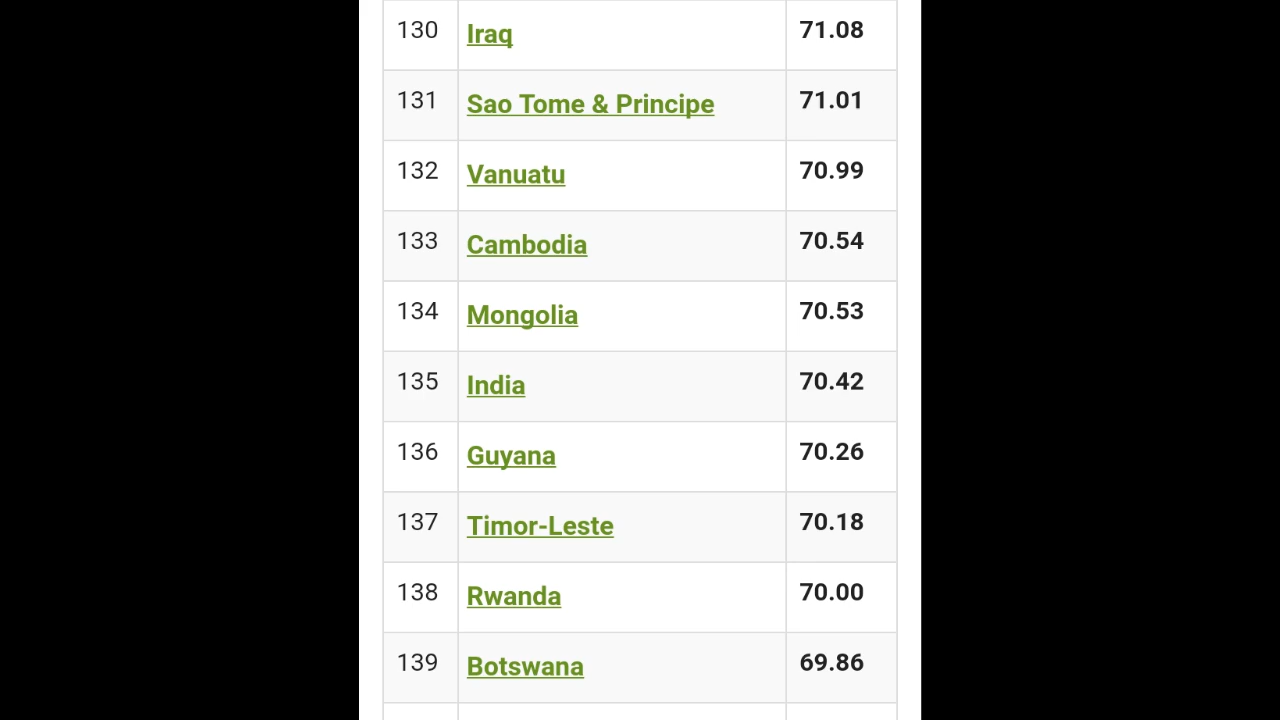 130 Iraq 71.08
131 Sao Tome & Principe 71.01
132 Vanuatu 70.99
133 Cambodia 70.54
134 Mongolia 70.53
135 India 70.42
136 Guyana 70.26
137 Timor-Leste 70.18
138 Rwanda 70.00
139 Botswana 69.86